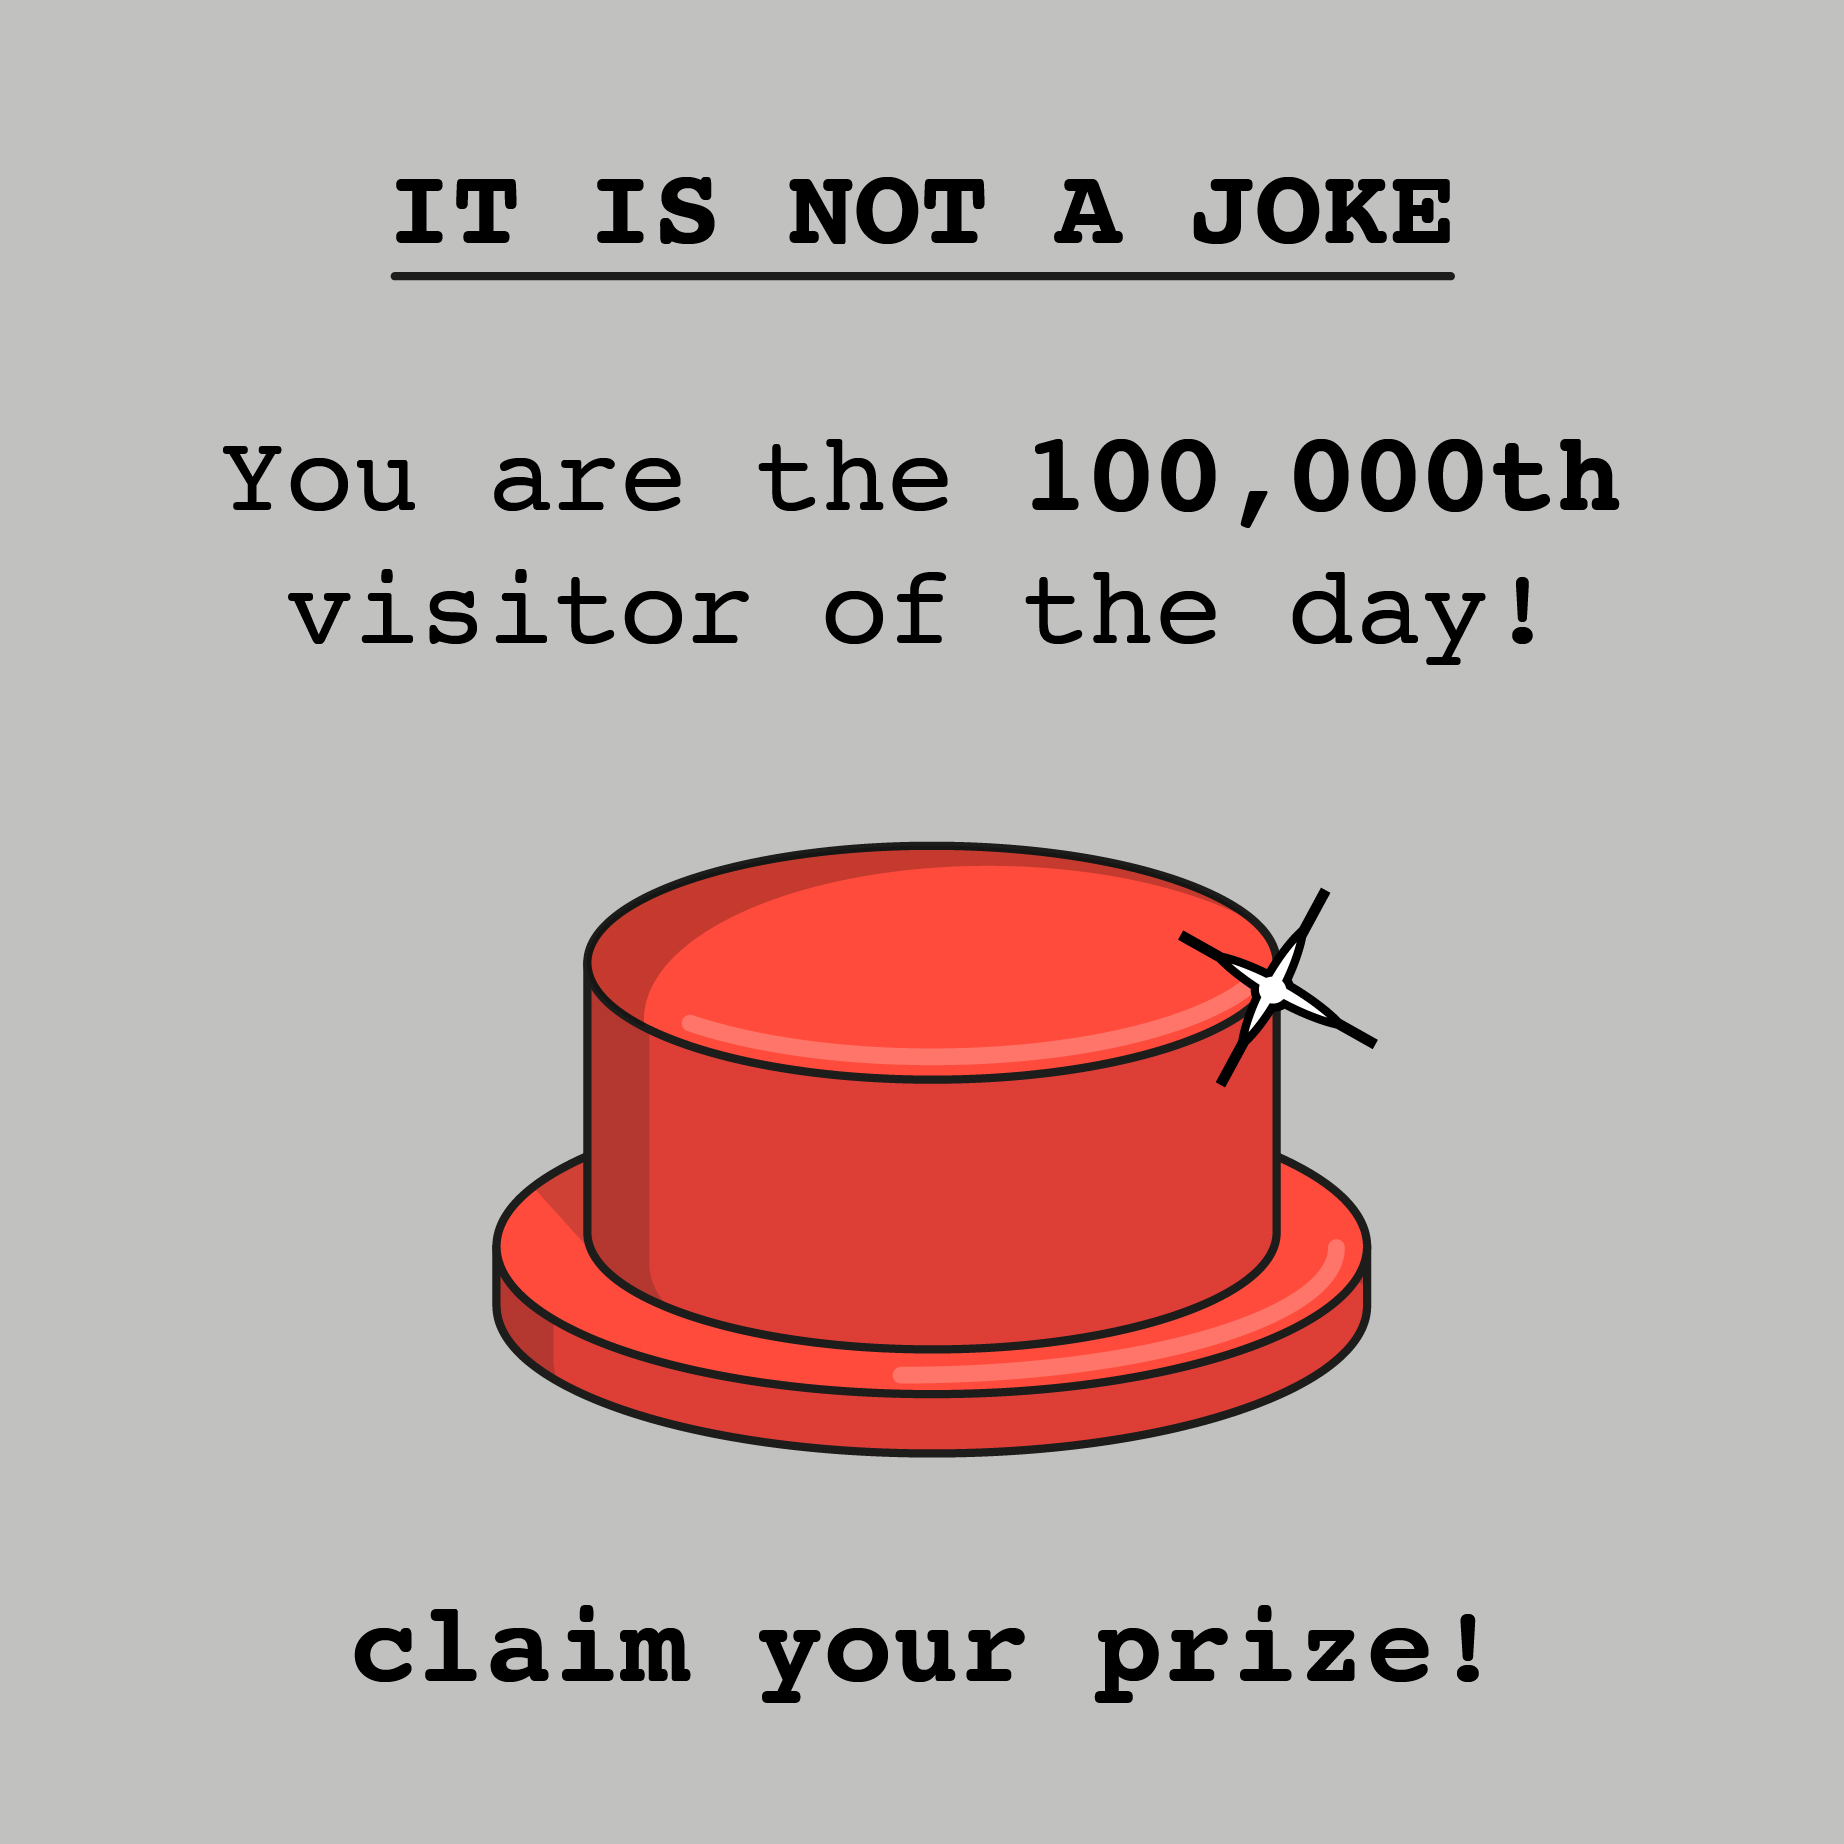 IT IS NOT A JOKE
You are the 100,000th
visitor of the day!
claim your prize!